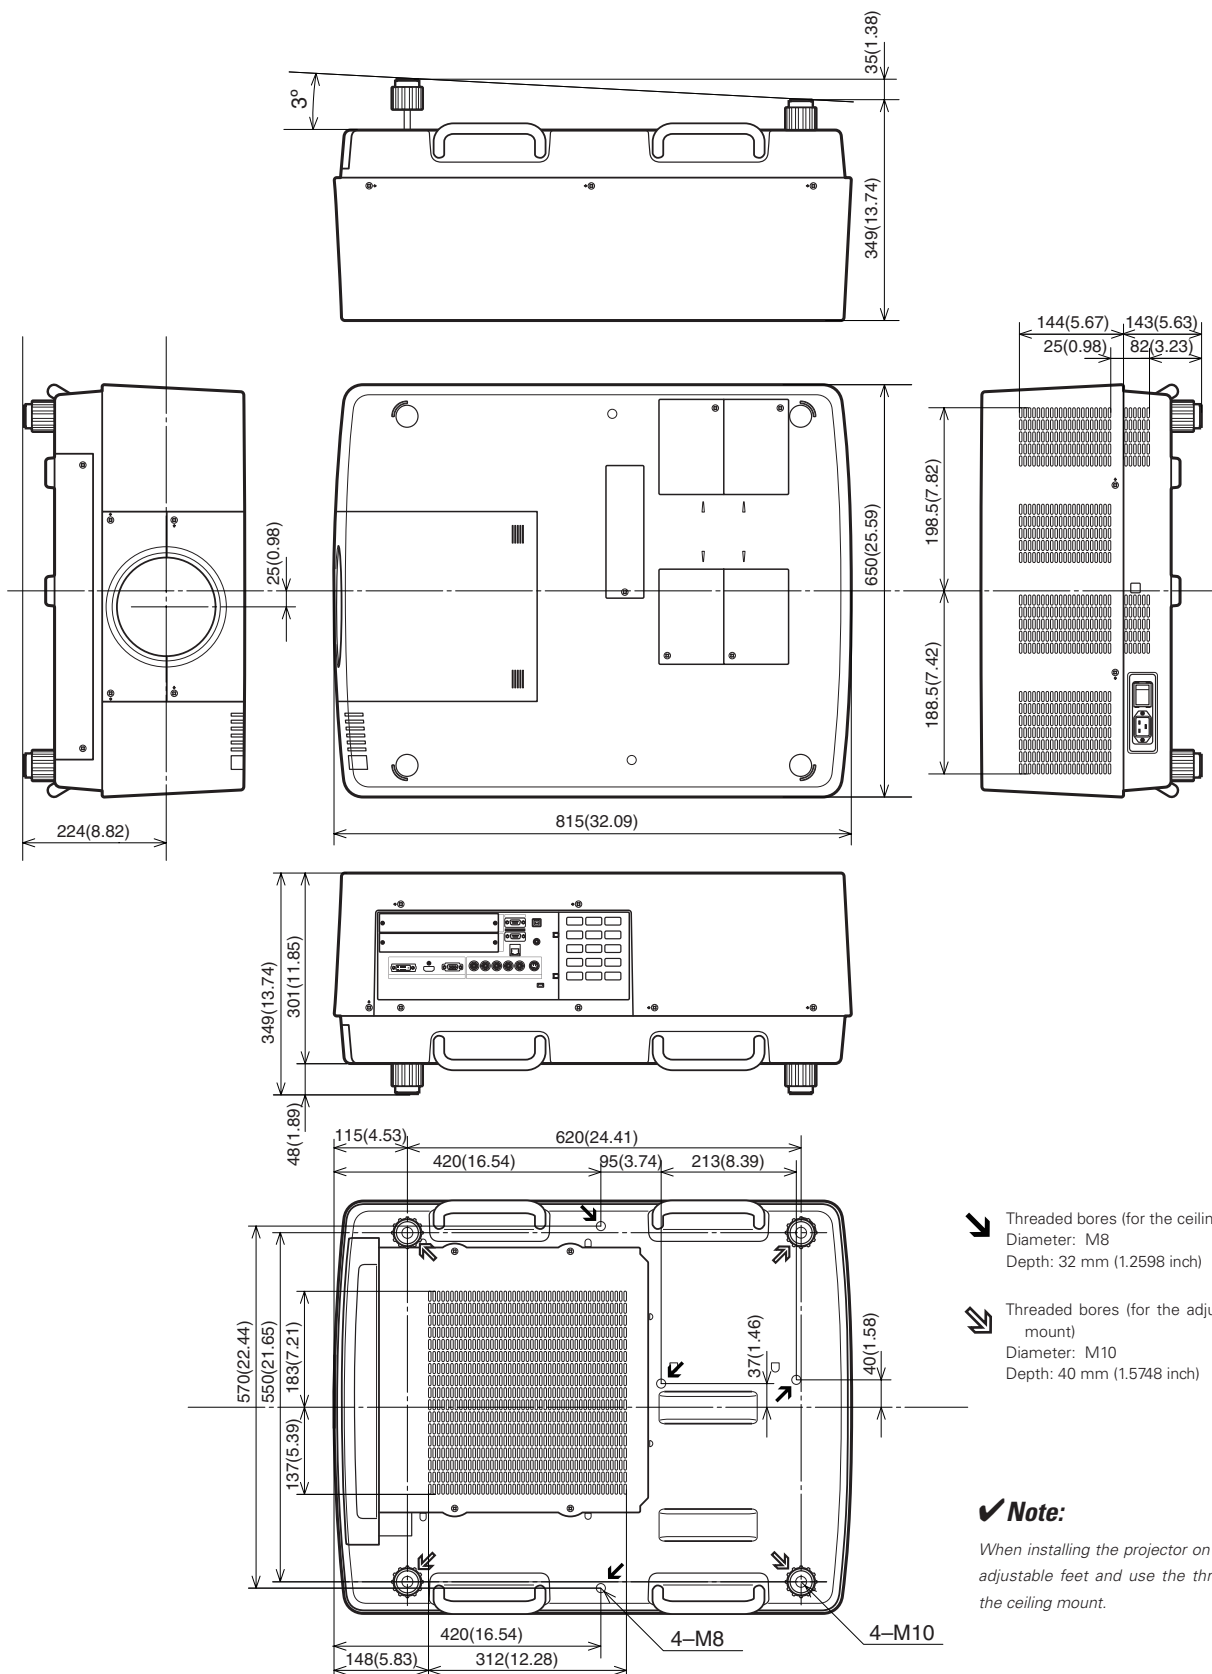 35(1.38)
3°
349(13.74)
144(5.67)
143(5.63)
25(0.98)
82(3.23)
198.5(7.82)
188.5(7.42)
25(0.98)
650(25.59)
224(8.82)
815(32.09)
349(13.74)
301(11.85)
48(1.89)
115(4.53)
620(24.41)
420(16.54)
95(3.74)
213(8.39)
570(22.44)
550(21.65)
183(7.21)
137(5.39)
37(1.46)
40(1.58)
420(16.54)
148(5.83)
312(12.28)
4–M8
4–M10
Threaded bores (for the ceilin
Diameter: M8
Depth: 32 mm (1.2598 inch)
Threaded bores (for the adju
mount)
Diameter: M10
Depth: 40 mm (1.5748 inch)
✔Note:
When installing the projector on
adjustable feet and use the thr
the ceiling mount.